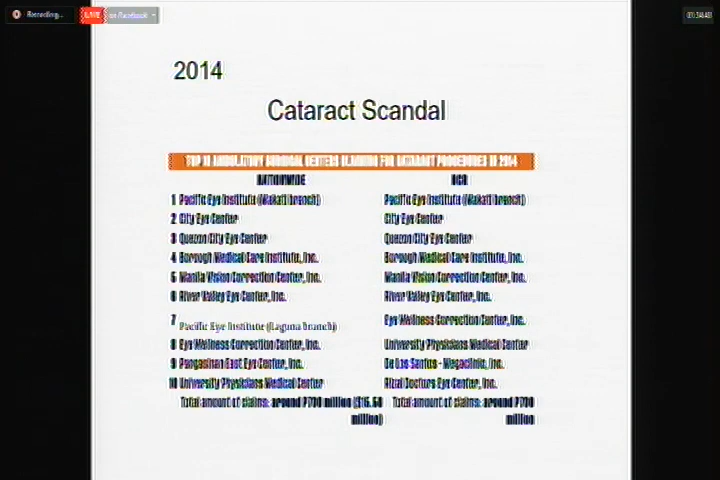 Recording...
LIVE on Facebook
2014
Cataract Scandal
TOP 10 AMBULATORY SURGICAL CENTERS CLAIMING FOR CATARACT PROCEDURES IN 2014
NATIONWIDE NCR
1 Pacific Eye Institute (Makati branch) Pacific Eye Institute (Makati branch)
2 City Eye Center City Eye Center
3 Quezon City Eye Center Quezon City Eye Center
4 Borough Medical Care Institute, Inc. Borough Medical Care Institute, Inc.
5 Manila Vision Correction Center, Inc. Manila Vision Correction Center, Inc.
6 River Valley Eye Center, Inc. River Valley Eye Center, Inc.
7 Pacific Eye Institute (Laguna branch) Eye Wellness Correction Center, Inc.
8 Eye Wellness Correction Center, Inc. University Physicians Medical Center
9 Pangasinan East Eye Center, Inc. De Los Santos - Megaclinic, Inc.
10 University Physicians Medical Center Rizal Doctors Eye Center, Inc.
Total amount of claims: around P700 million Total amount of claims: around P700
million) million